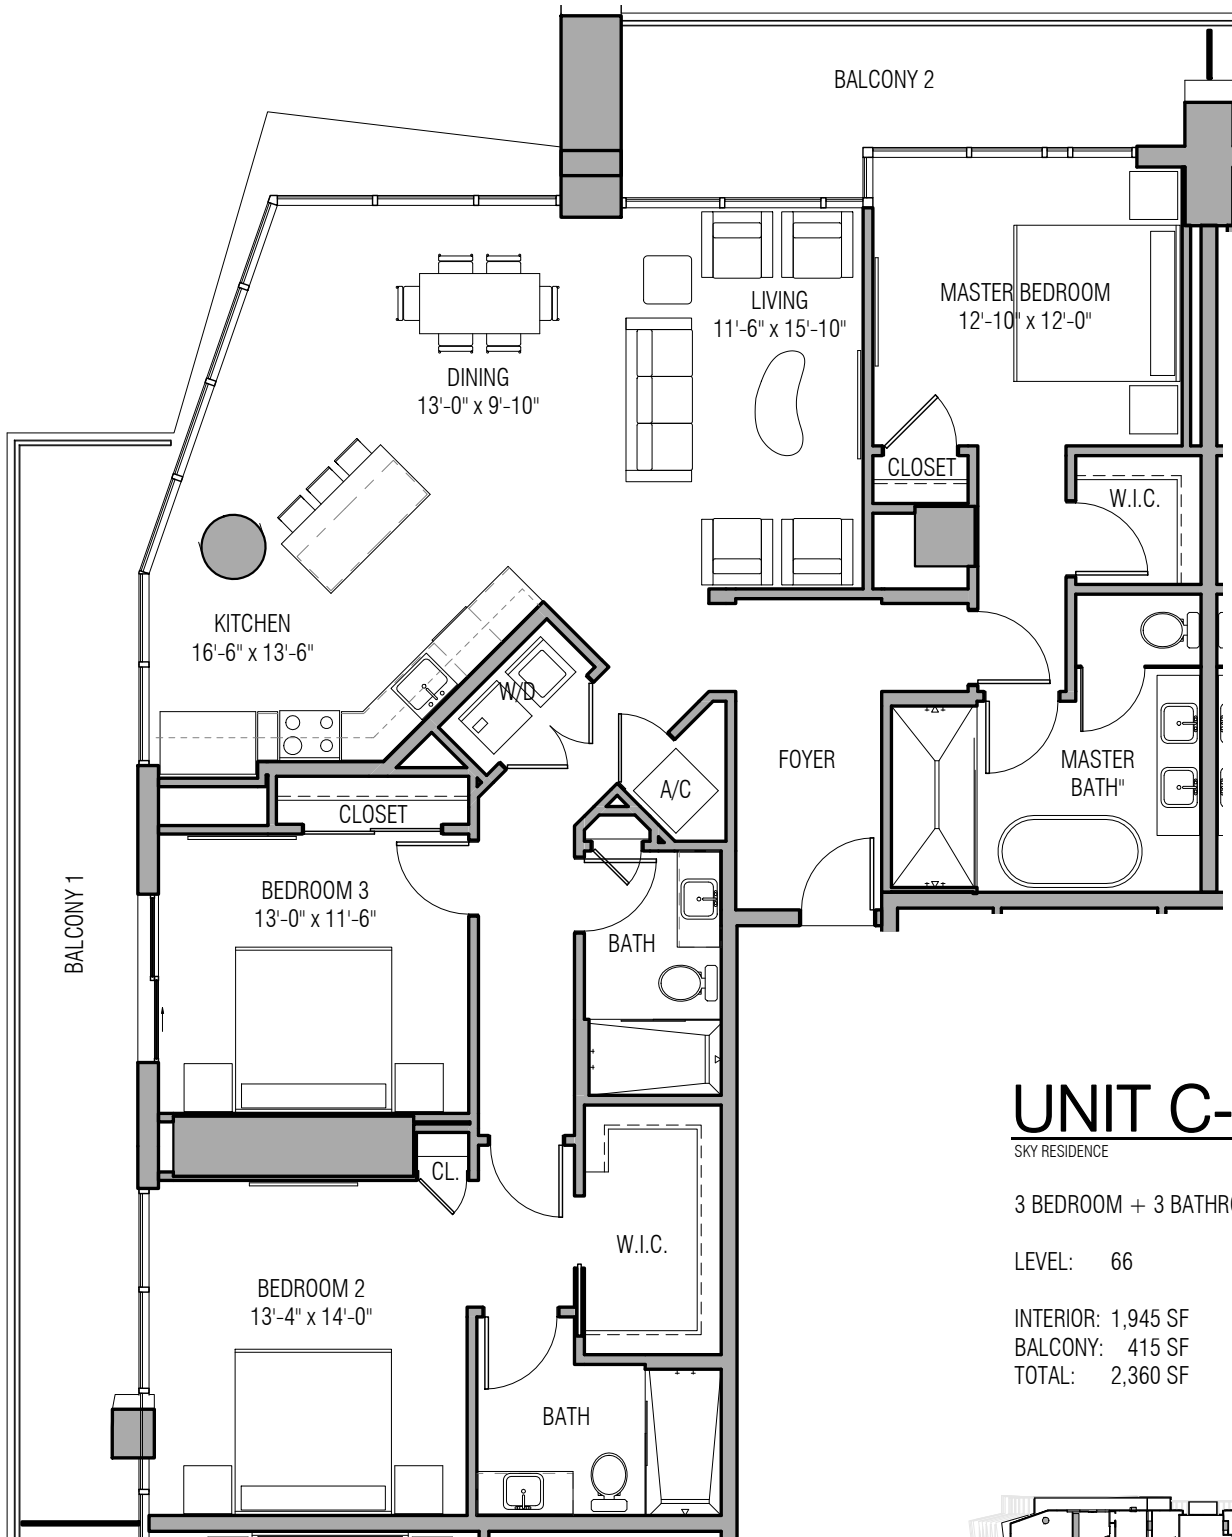 BALCONY 2
MASTER BEDROOM
12'-10" x 12'-0"
LIVING
11'-6" x 15'-10"
DINING
13'-0" x 9'-10"
CLOSET
W.I.C.
KITCHEN
16'-6" x 13'-6"
W/D
FOYER
MASTER
BATH"
A/C
CLOSET
BEDROOM 3
13'-0" x 11'-6"
BALCONY 1
BATH
W.I.C.
CL.
BEDROOM 2
13'-4" x 14'-0"
BATH
UNIT C-
SKY RESIDENCE
3 BEDROOM + 3 BATHR
LEVEL: 66
INTERIOR: 1,945 SF
BALCONY: 415 SF
TOTAL: 2,360 SF